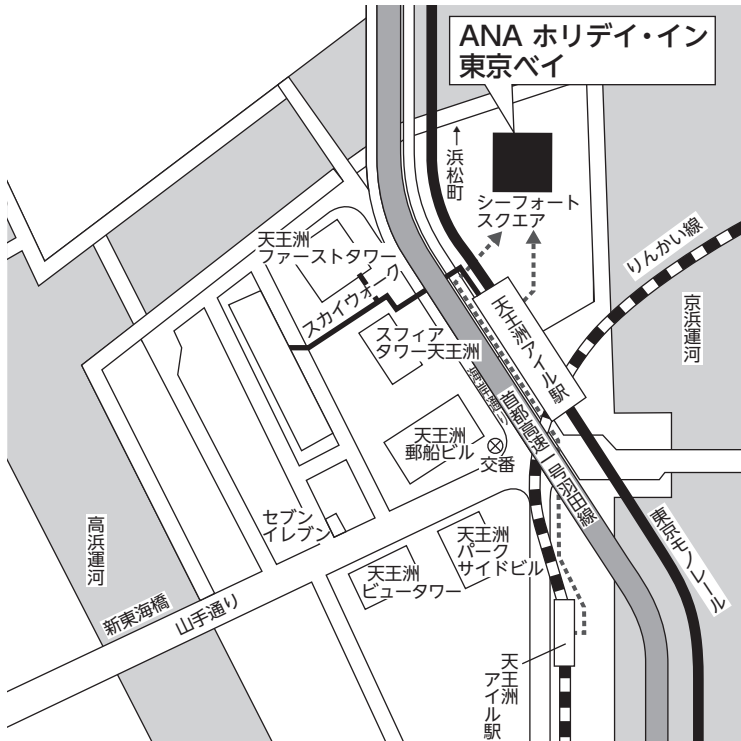 ANA ホリデイ・イン
東京ベイ
↑浜松町
シーフォート
スクエア
天王洲
ファーストタワー
スカイウォーク
りんかい線
京浜運河
天王洲アイル駅
スフィア
タワー天王洲
海岸通り
首都高速一号羽田線
天王洲
郵船ビル
交番
セブン
イレブン
高浜運河
天王洲
パーク
サイドビル
天王洲
ビュータワー
東京モノレール
新東海橋
山手通り
天王洲
アイル駅